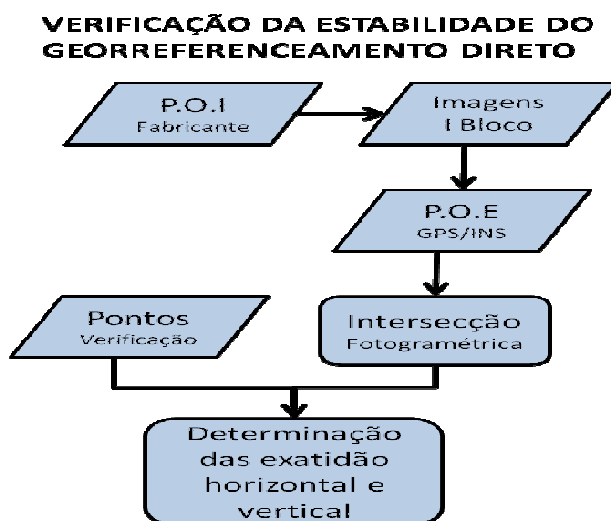 VERIFICAÇÃO DA ESTABILIDADE DO
GEORREFERENCEAMENTO DIRETO
P.O.I
Fabricante
Imagens
I Bloco
P.O.E
GPS/INS
Pontos
Verificação
Intersecção
Fotogramétrica
Determinação
das exatidão
horizontal e
vertical